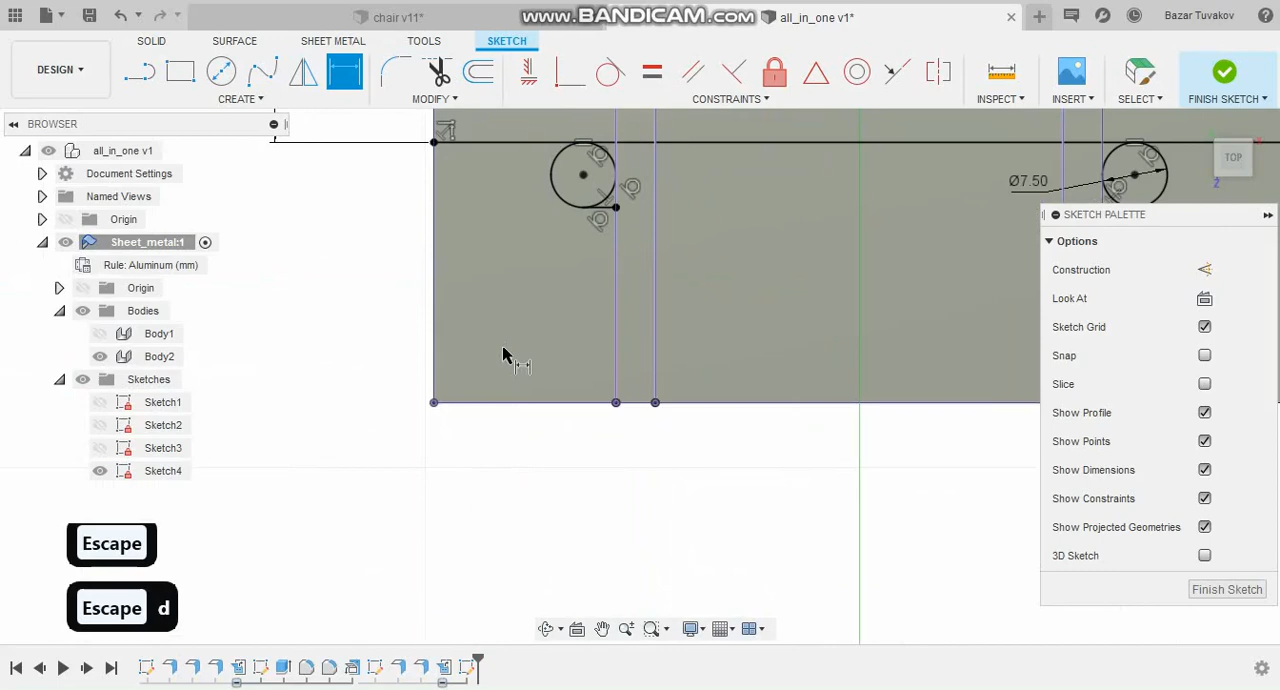 chair v11*
www.BANDICAM.com
all_in_one v1*
Bazar Tuvakov
SOLID
SURFACE
SHEET METAL
TOOLS
SKETCH
DESIGN
CREATE
MODIFY
CONSTRAINTS
INSPECT
INSERT
SELECT
FINISH SKETCH
BROWSER
all_in_one v1
Document Settings
Named Views
Origin
Sheet_metal:1
Rule: Aluminum (mm)
Origin
Bodies
Body1
Body2
Sketches
Sketch1
Sketch2
Sketch3
Sketch4
Ø7.50
TOP
Z
SKETCH PALETTE
Options
Construction
Look At
Sketch Grid
Snap
Slice
Show Profile
Show Points
Show Dimensions
Show Constraints
Show Projected Geometries
3D Sketch
Finish Sketch
Escape
Escape d